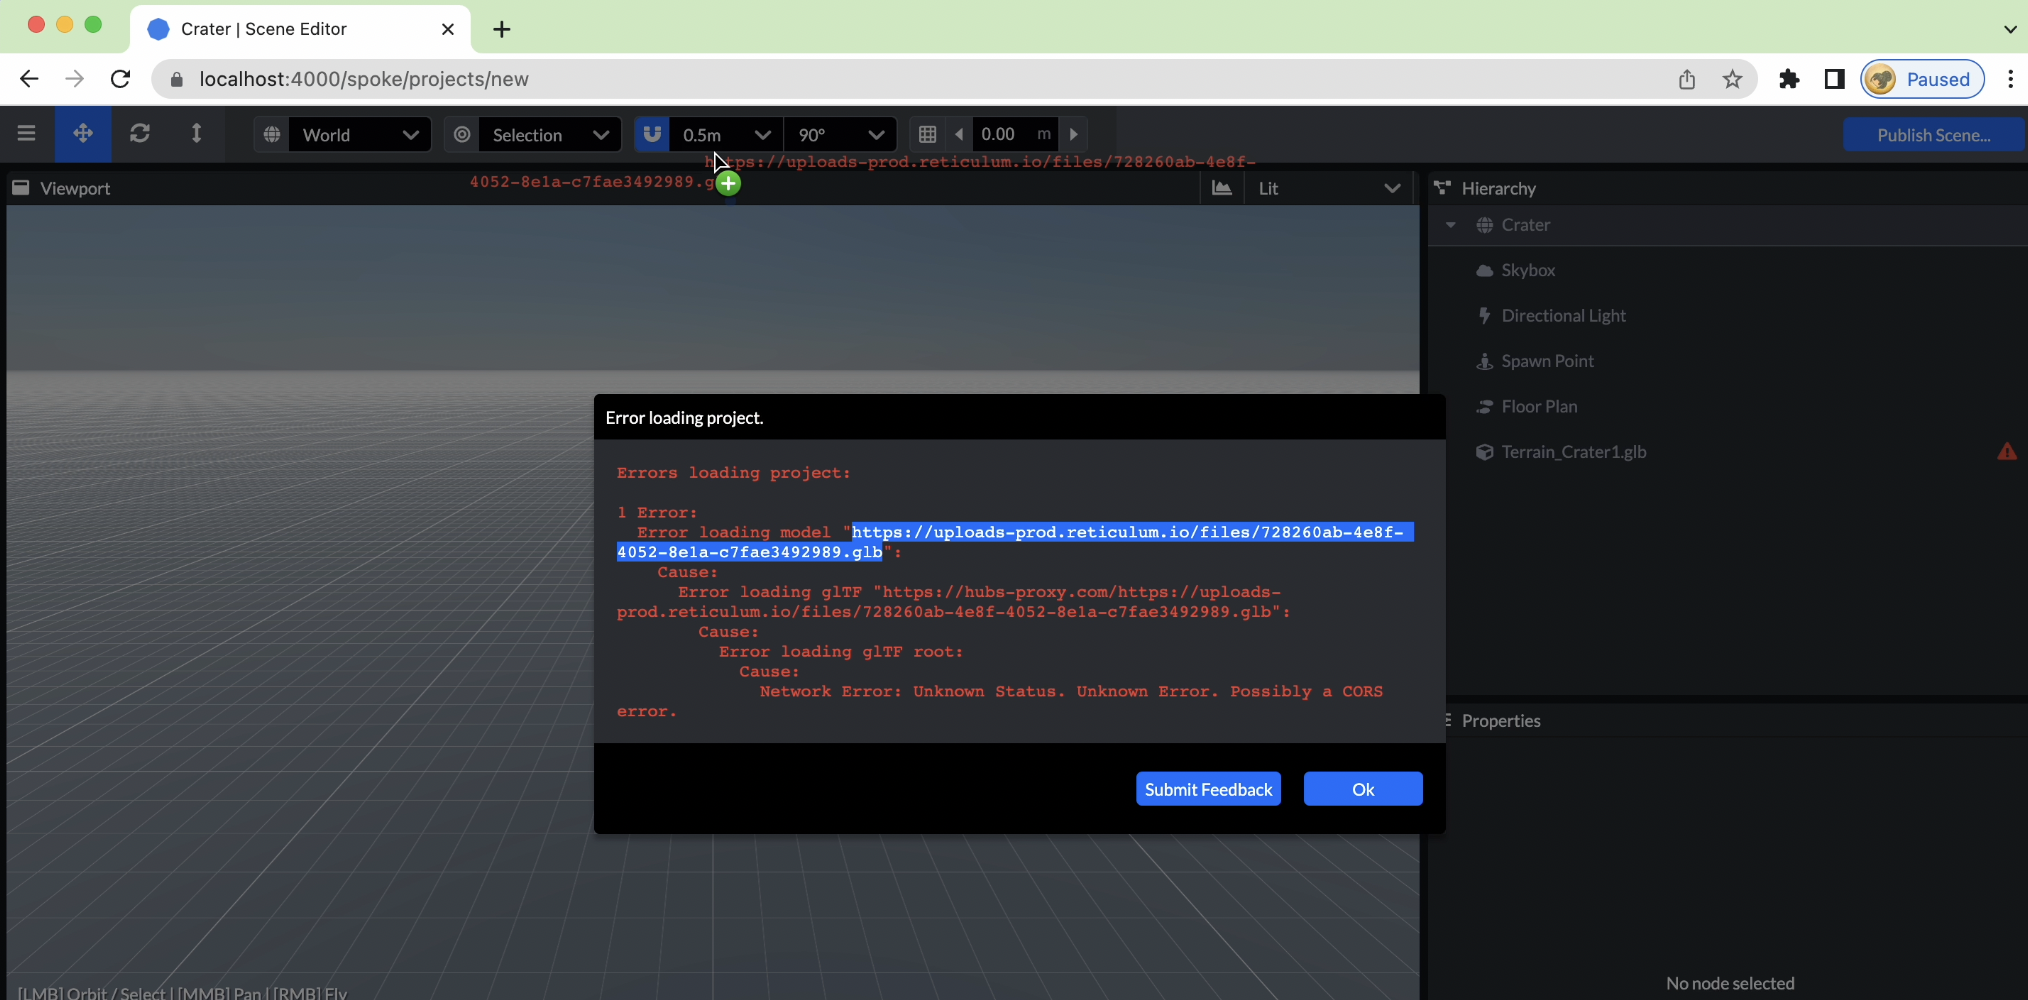 Crater | Scene Editor
localhost:4000/spoke/projects/new
Paused
World
Selection
0.5m
90°
0.00 m
Publish Scene...
https://uploads-prod.reticulum.io/files/728260ab-4e8f-
4052-8e1a-c7fae3492989.g
Viewport
Lit
Hierarchy
Crater
Skybox
Directional Light
Spawn Point
Floor Plan
Terrain_Crater1.glb
Error loading project.
Errors loading project:
1 Error:
Error loading model "https://uploads-prod.reticulum.io/files/728260ab-4e8f-
4052-8e1a-c7fae3492989.glb":
Cause:
Error loading glTF "https://hubs-proxy.com/https://uploads-
prod.reticulum.io/files/728260ab-4e8f-4052-8e1a-c7fae3492989.glb":
Cause:
Error loading glTF root:
Cause:
Network Error: Unknown Status. Unknown Error. Possibly a CORS
error.
Submit Feedback
Ok
Properties
No node selected
[LMB] Orbit / Select | [MMB] Pan | [RMB] Fly